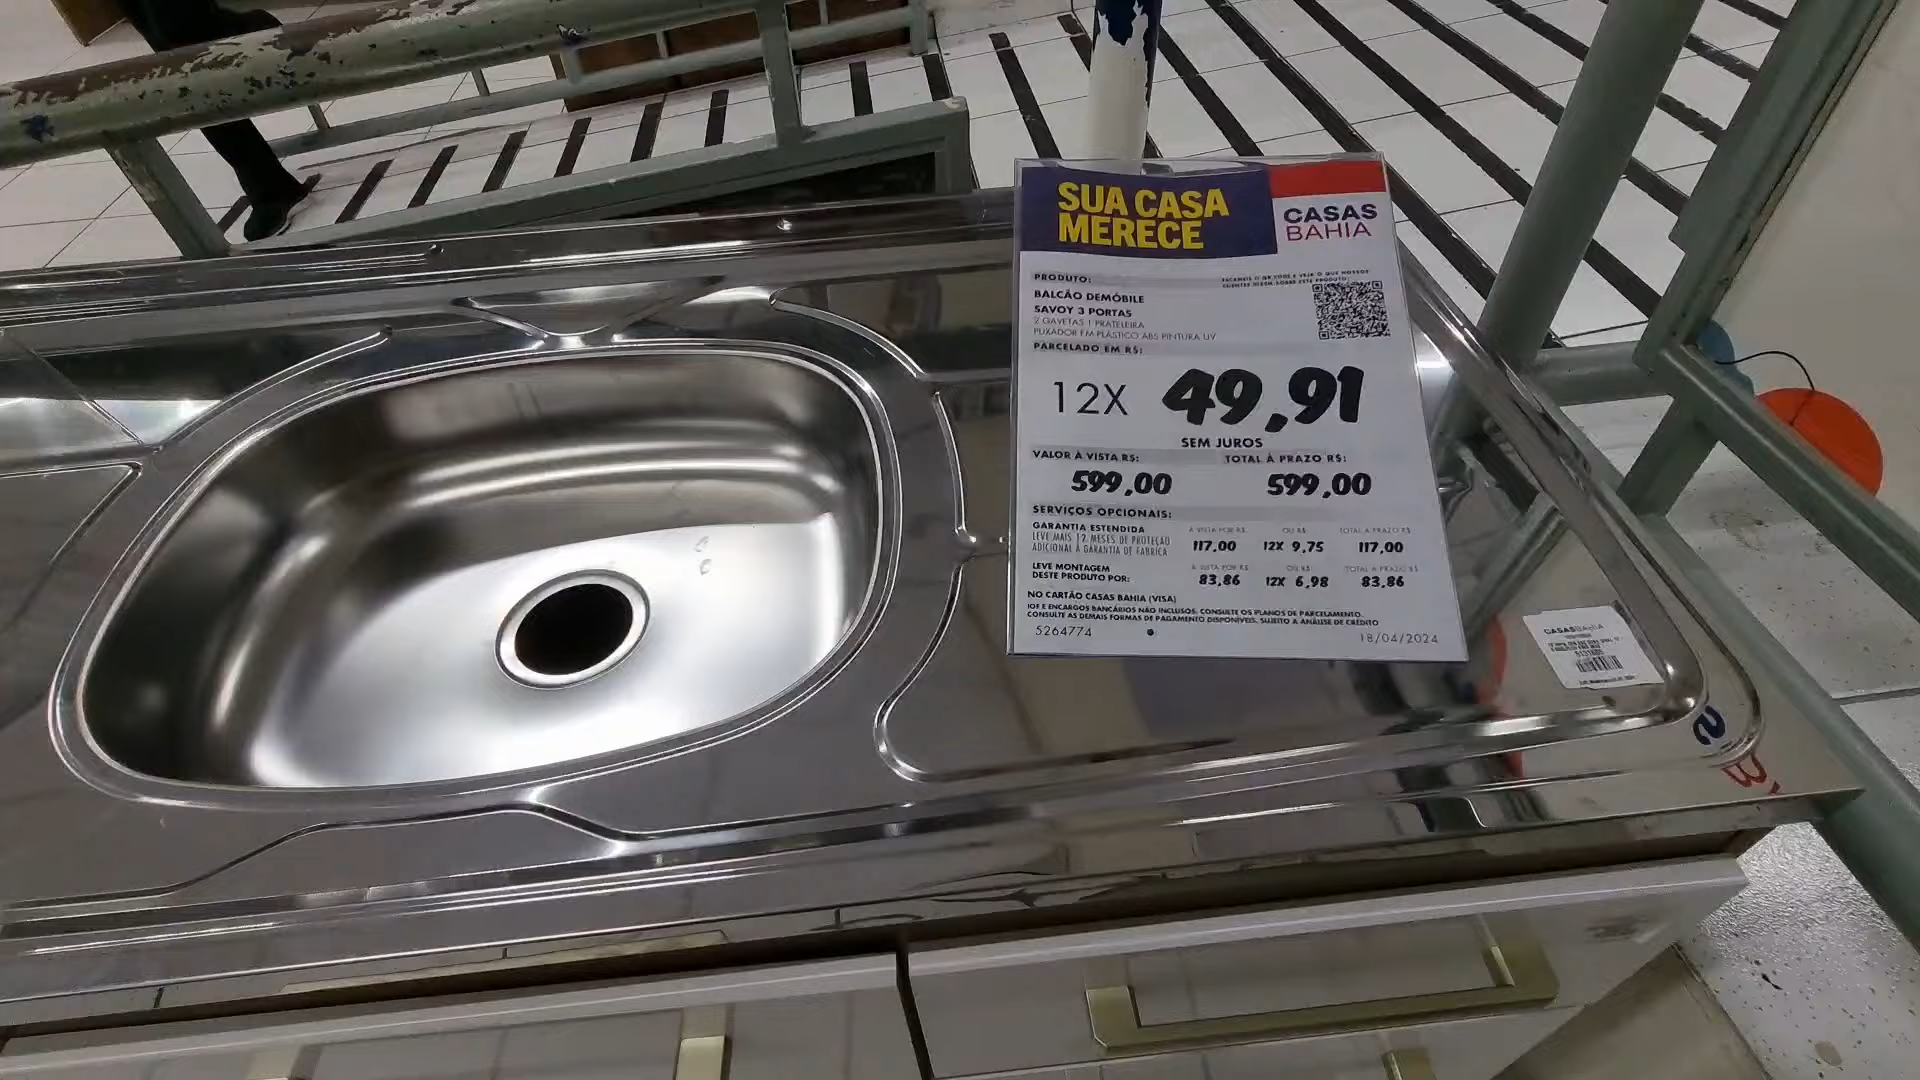 SUA CASA
MERECE
CASAS
BAHIA
PRODUTO:
BALCÃO DEMÓBILE
SAVOY 3 PORTAS
2 GAVETAS 1 PRATELEIRA
PUXADOR EM PLÁSTICO ABS PINTURA UV
PARCELADO EM R$:
12X 49,91
SEM JUROS
VALOR À VISTA R$: TOTAL À PRAZO R$:
599,00 599,00
SERVIÇOS OPCIONAIS:
GARANTIA ESTENDIDA À VISTA POR R$ OU R$: TOTAL A PRAZO R$
LEVE MAIS 12 MESES DE PROTEÇÃO
ADICIONAL À GARANTIA DE FÁBRICA
117,00 12X 9,75 117,00
LEVE MONTAGEM À VISTA POR R$ OU R$: TOTAL A PRAZO R$
DESTE PRODUTO POR: 83,86 12X 6,98 83,86
NO CARTÃO CASAS BAHIA (VISA)
IOF E ENCARGOS BANCÁRIOS NÃO INCLUSOS. CONSULTE OS PLANOS DE PARCELAMENTO.
CONSULTE AS DEMAIS FORMAS DE PAGAMENTO DISPONÍVEIS. SUJEITO A ANÁLISE DE CRÉDITO
5264774 18/04/2024
CASASBAHIA